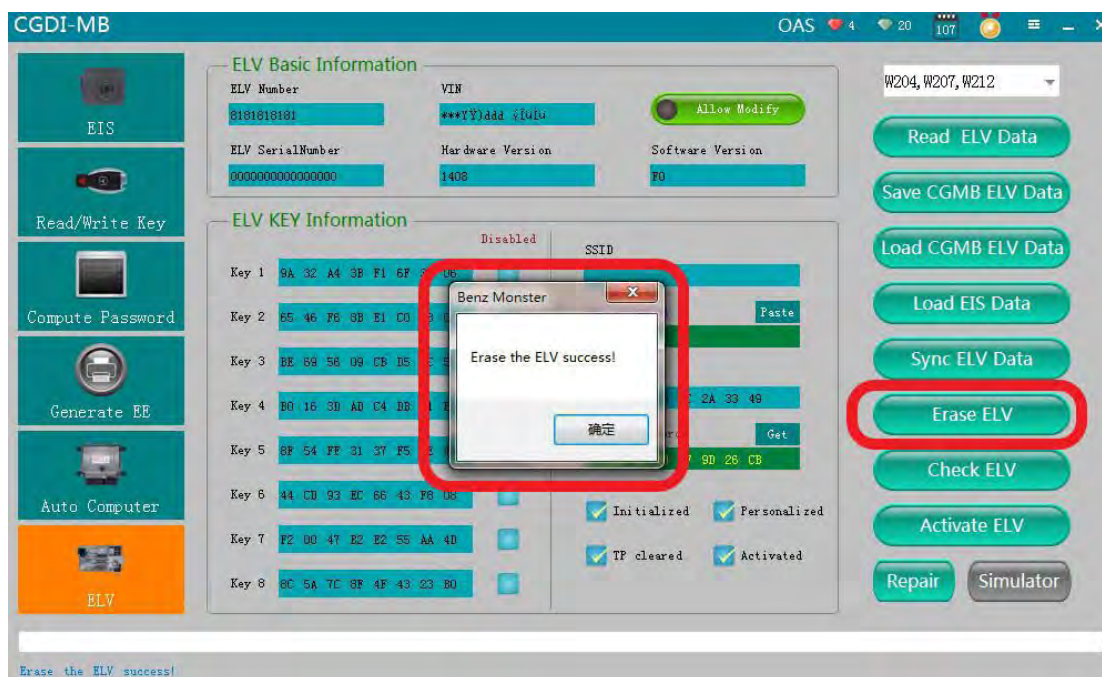 CGDI-MB
OAS 4 20 107
EIS
Read/Write Key
Compute Password
Generate EE
Auto Computer
ELV
ELV Basic Information
ELV Number
VIN
8181818181
Allow Modify
ELV SerialNumber
Hardware Version
Software Version
0000000000000000
1408
F0
ELV KEY Information
Disabled
SSID
Key 1 9A 32 A4 3B F1 6F 06
Key 2 65 46 F6 8B E1 C0
Paste
Key 3 BE 69 56 09 CB D5
Key 4 B0 16 3D AD C4 DB
2A 33 49
Key 5 8F 54 FE 31 37 F5
Get
9D 26 CB
Key 6 44 CD 93 EC 66 43 F8 08
Key 7 F2 00 47 B2 E2 55 AA 4D
Key 8 8C 5A 7C 8F 4F 43 23 B0
Initialized
Personalized
TP cleared
Activated
Benz Monster
Erase the ELV success!
确定
W204, W207, W212
Read ELV Data
Save CGMB ELV Data
Load CGMB ELV Data
Load EIS Data
Sync ELV Data
Erase ELV
Check ELV
Activate ELV
Repair
Simulator
Erase the ELV success!